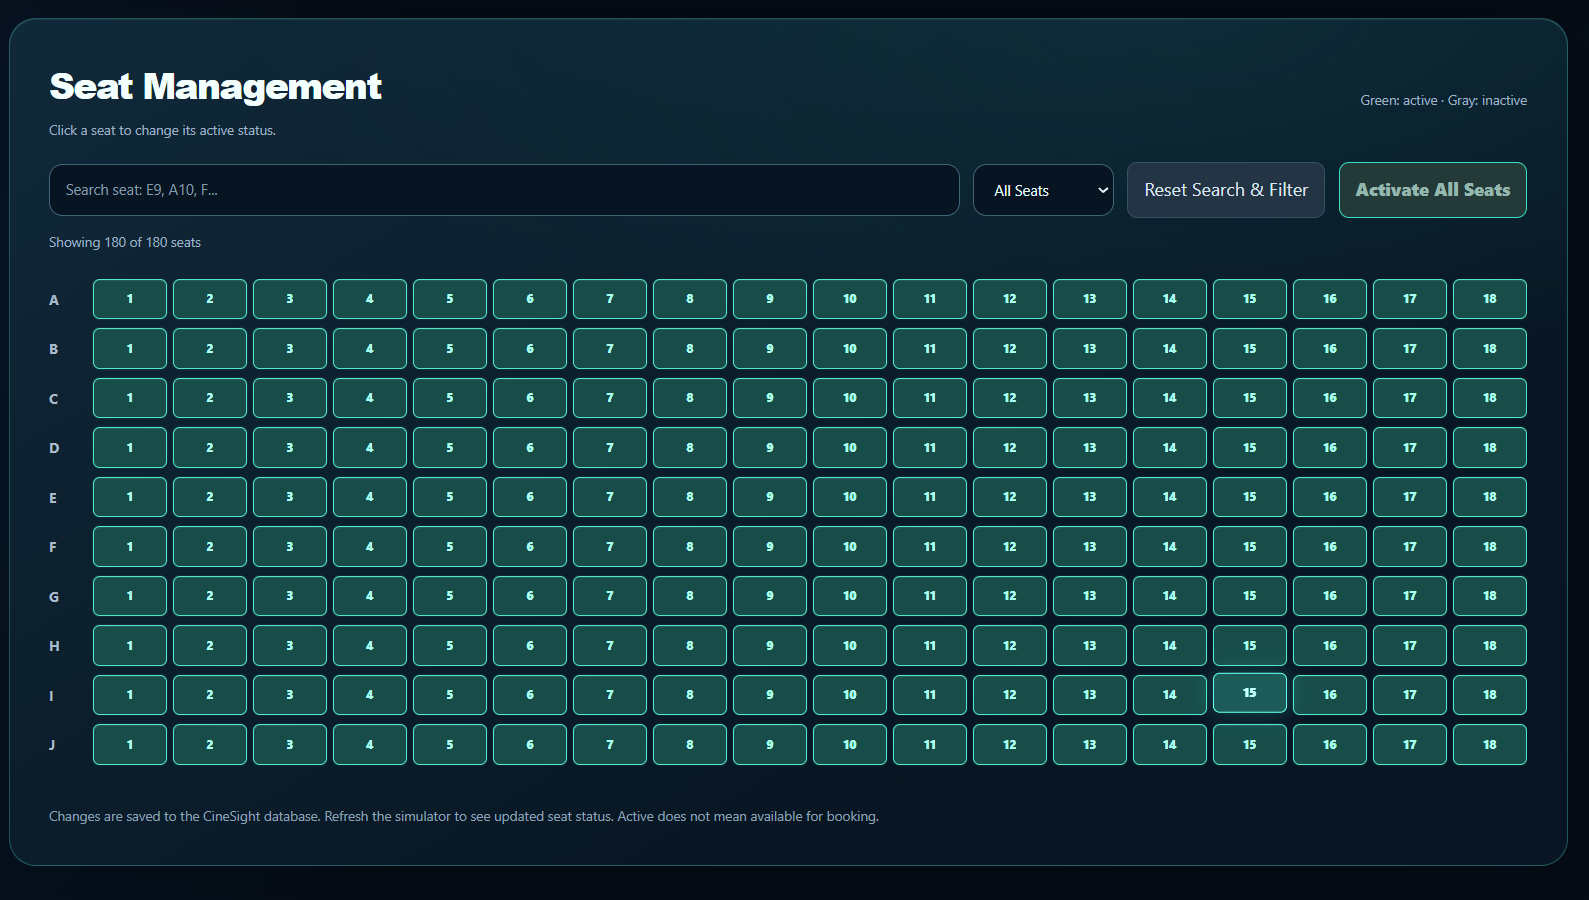 Seat Management
Green: active · Gray: inactive
Click a seat to change its active status.
Search seat: E9, A10, F...
All Seats
Reset Search & Filter
Activate All Seats
Showing 180 of 180 seats
A 1 2 3 4 5 6 7 8 9 10 11 12 13 14 15 16 17 18
B 1 2 3 4 5 6 7 8 9 10 11 12 13 14 15 16 17 18
C 1 2 3 4 5 6 7 8 9 10 11 12 13 14 15 16 17 18
D 1 2 3 4 5 6 7 8 9 10 11 12 13 14 15 16 17 18
E 1 2 3 4 5 6 7 8 9 10 11 12 13 14 15 16 17 18
F 1 2 3 4 5 6 7 8 9 10 11 12 13 14 15 16 17 18
G 1 2 3 4 5 6 7 8 9 10 11 12 13 14 15 16 17 18
H 1 2 3 4 5 6 7 8 9 10 11 12 13 14 15 16 17 18
I 1 2 3 4 5 6 7 8 9 10 11 12 13 14 15 16 17 18
J 1 2 3 4 5 6 7 8 9 10 11 12 13 14 15 16 17 18
Changes are saved to the CineSight database. Refresh the simulator to see updated seat status. Active does not mean available for booking.